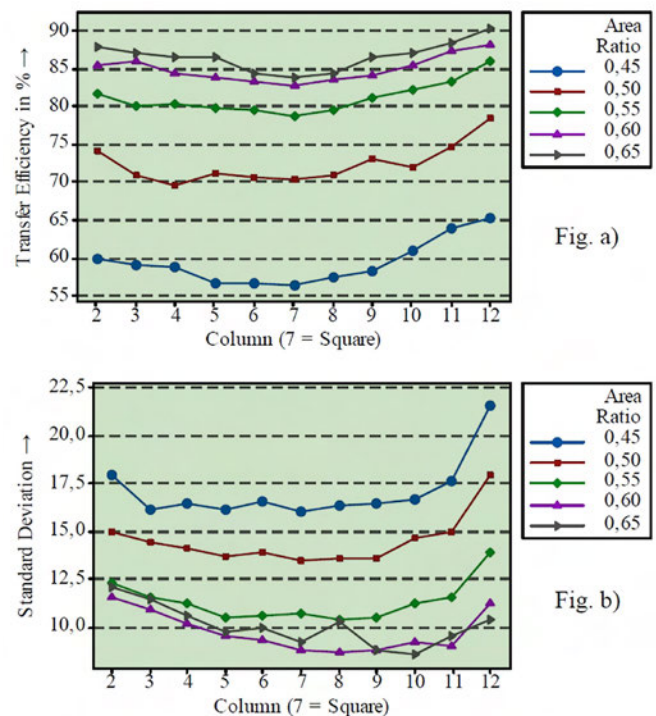 Transfer Efficiency in % →
90
85
80
75
70
65
60
55
2 3 4 5 6 7 8 9 10 11 12
Column (7 = Square)
Area
Ratio
0,45
0,50
0,55
0,60
0,65
Fig. a)
Standard Deviation →
22,5
20,0
17,5
15,0
12,5
10,0
2 3 4 5 6 7 8 9 10 11 12
Column (7 = Square)
Area
Ratio
0,45
0,50
0,55
0,60
0,65
Fig. b)